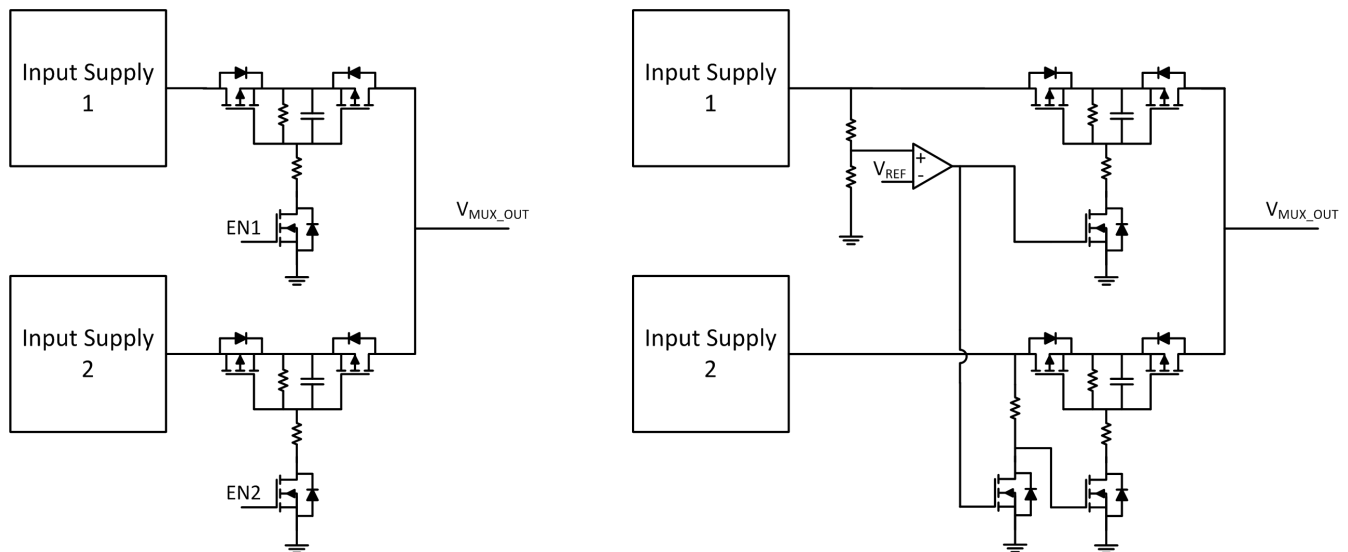 Input Supply
1
EN1
V_MUX_OUT
Input Supply
2
EN2
Input Supply
1
V_REF
+
-
V_MUX_OUT
Input Supply
2